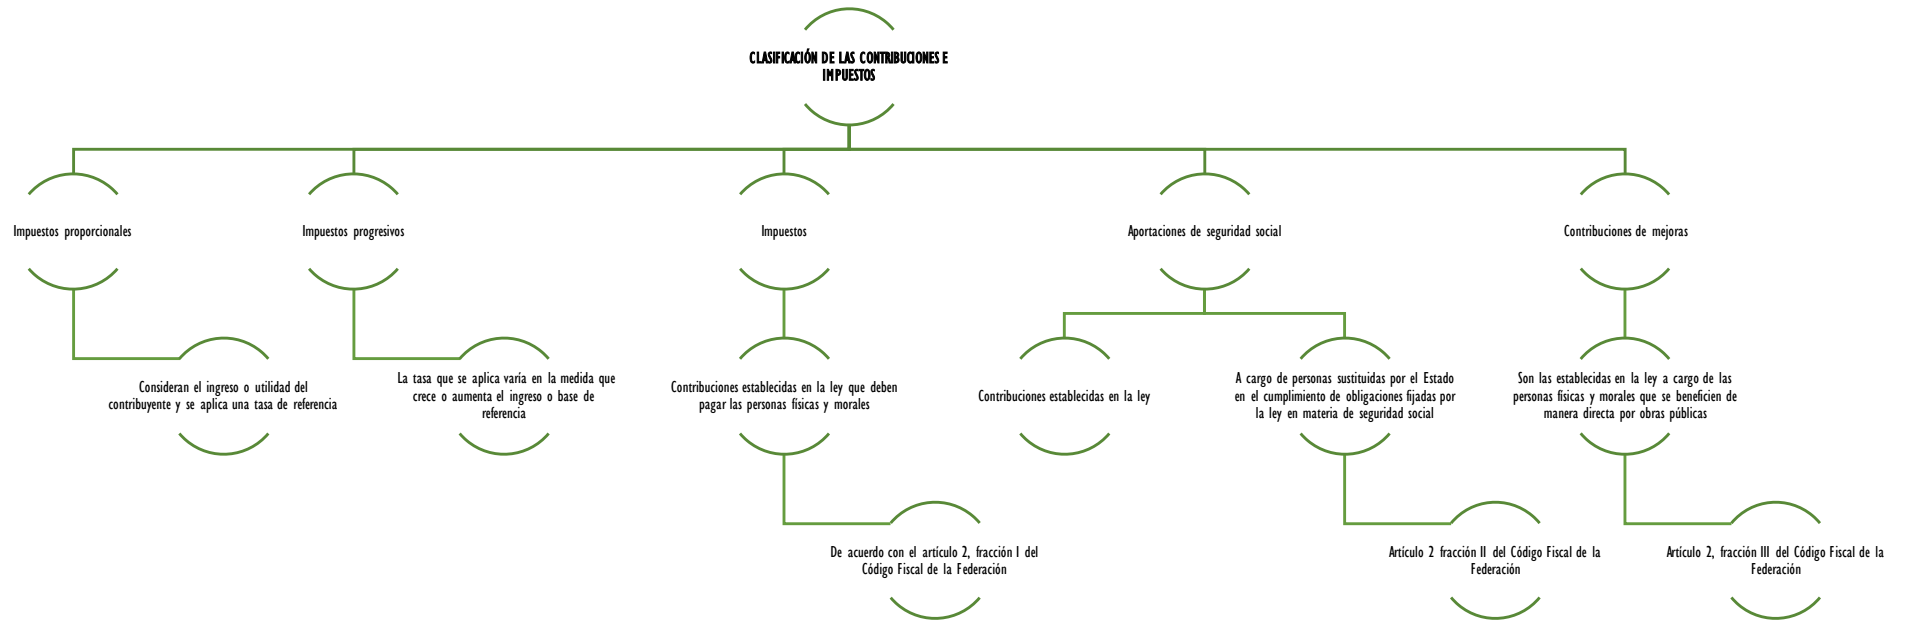 CLASIFICACIÓN DE LAS CONTRIBUCIONES E
IMPUESTOS
Impuestos proporcionales
Impuestos progresivos
Impuestos
Aportaciones de seguridad social
Contribuciones de mejoras
Consideran el ingreso o utilidad del
contribuyente y se aplica una tasa de referencia
La tasa que se aplica varía en la medida que
crece o aumenta el ingreso o base de
referencia
Contribuciones establecidas en la ley que deben
pagar las personas físicas y morales
Contribuciones establecidas en la ley
A cargo de personas sustituidas por el Estado
en el cumplimiento de obligaciones fijadas por
la ley en materia de seguridad social
Son las establecidas en la ley a cargo de las
personas físicas y morales que se beneficien de
manera directa por obras públicas
De acuerdo con el artículo 2, fracción I del
Código Fiscal de la Federación
Artículo 2 fracción II del Código Fiscal de la
Federación
Artículo 2, fracción III del Código Fiscal de la
Federación